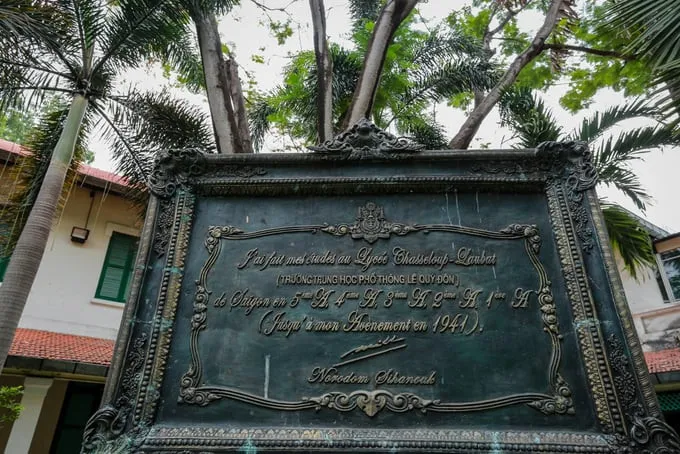 J'ai fait mes études au Lycée Chasseloup-Laubat
(TRƯỜNG TRUNG HỌC PHỔ THÔNG LÊ QUÝ ĐÔN)
de Saigon en 5ème A, 4ème A, 3ème A, 2ème A, 1ère A
(Jusqu'à mon Avènement en 1941).
Norodom Sihanouk